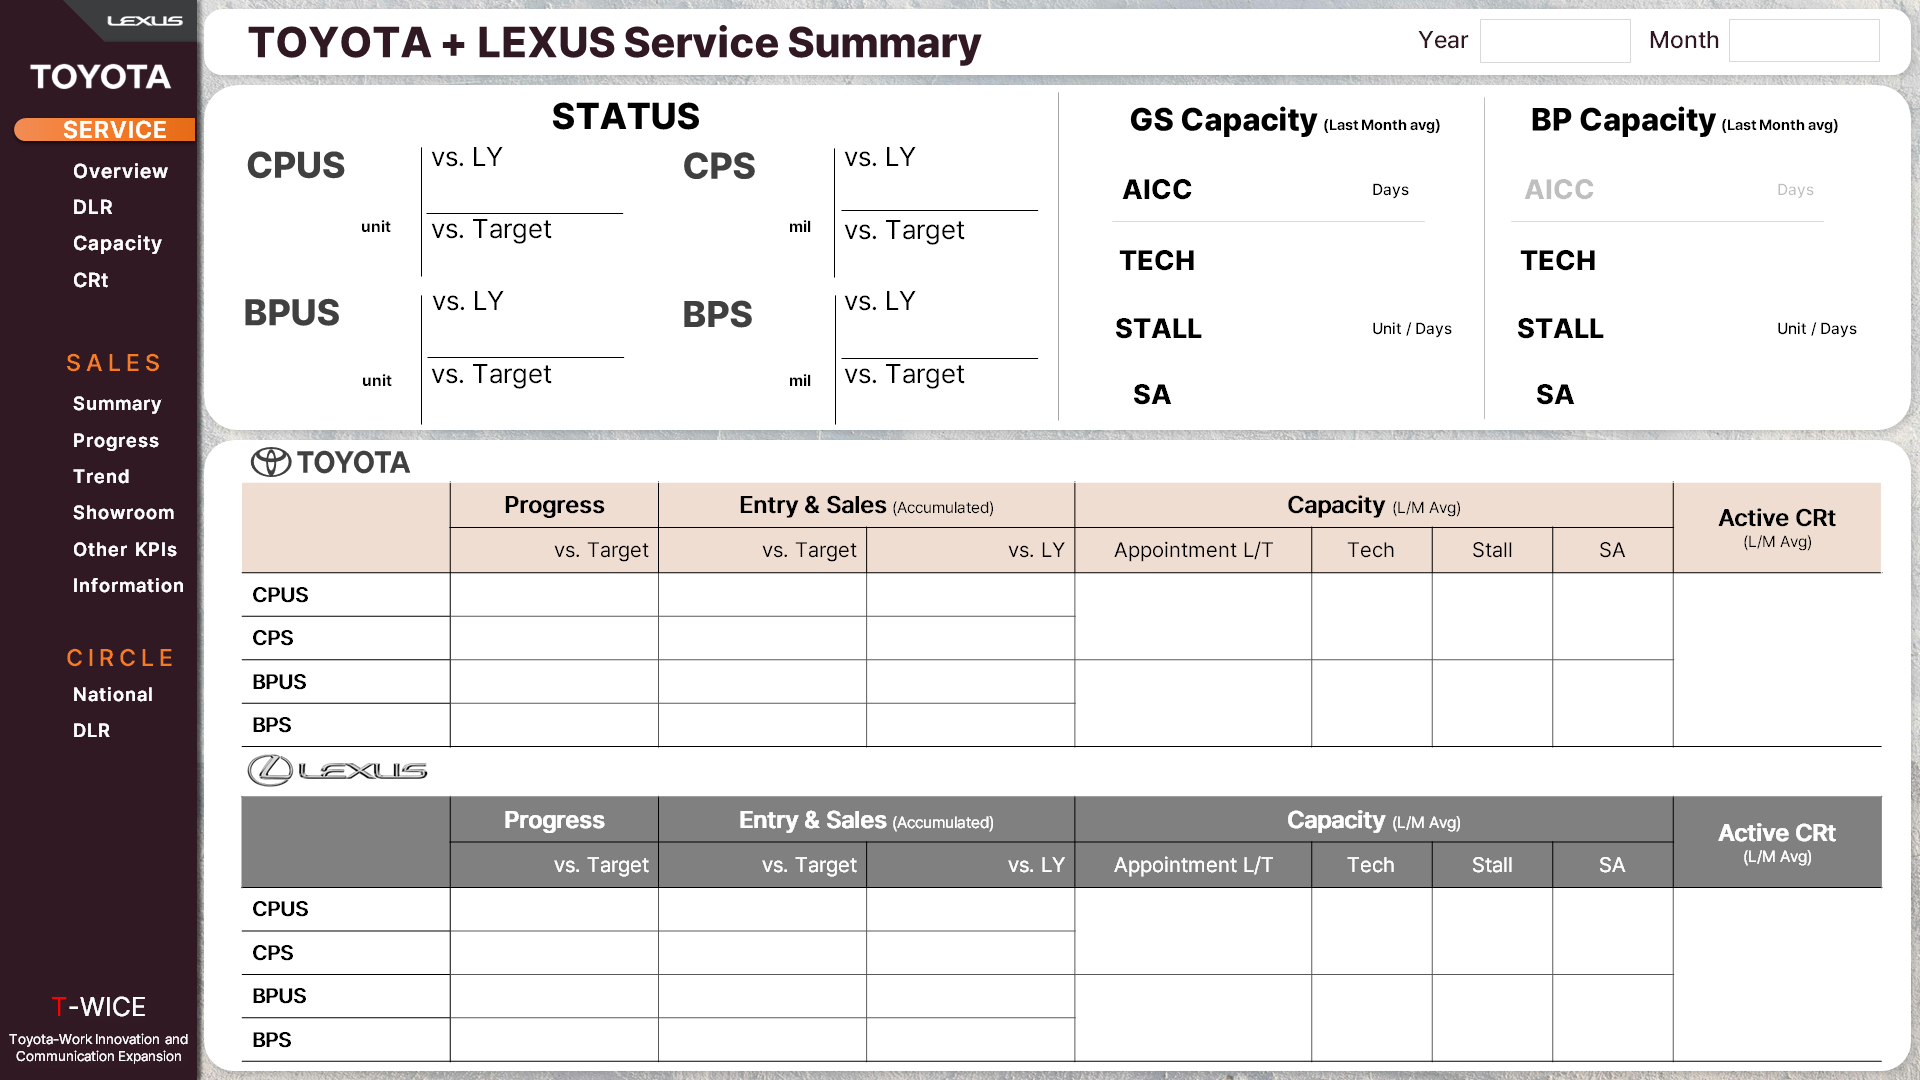 LEXUS
TOYOTA
SERVICE
Overview
DLR
Capacity
CRt
SALES
Summary
Progress
Trend
Showroom
Other KPIs
Information
CIRCLE
National
DLR
T-WICE
Toyota-Work Innovation and
Communication Expansion
TOYOTA + LEXUS Service Summary
Year
Month
STATUS
CPUS
unit
vs. LY
vs. Target
CPS
mil
vs. LY
vs. Target
BPUS
unit
vs. LY
vs. Target
BPS
mil
vs. LY
vs. Target
GS Capacity (Last Month avg)
AICC Days
TECH
STALL Unit / Days
SA
BP Capacity (Last Month avg)
AICC Days
TECH
STALL Unit / Days
SA
TOYOTA
Progress Entry & Sales (Accumulated) Capacity (L/M Avg) Active CRt
(L/M Avg)
vs. Target vs. Target vs. LY Appointment L/T Tech Stall SA
CPUS
CPS
BPUS
BPS
LEXUS
Progress Entry & Sales (Accumulated) Capacity (L/M Avg) Active CRt
(L/M Avg)
vs. Target vs. Target vs. LY Appointment L/T Tech Stall SA
CPUS
CPS
BPUS
BPS